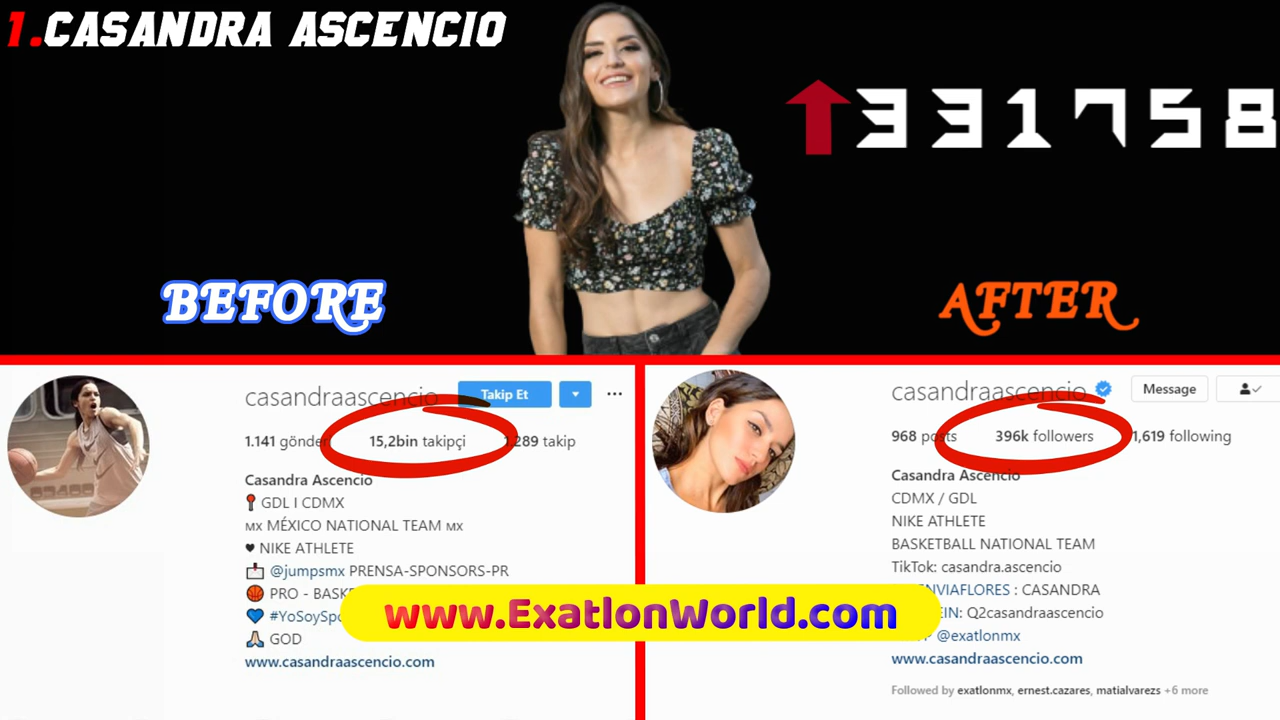 1.CASANDRA ASCENCIO
331758
BEFORE
AFTER
casandraascencio Takip Et
1.141 gönder 15,2bin takipçi 1.289 takip
Casandra Ascencio
GDL I CDMX
MX MÉXICO NATIONAL TEAM MX
♥ NIKE ATHLETE
@jumpsmx PRENSA-SPONSORS-PR
PRO - BASK
#YoSoySpo
GOD
www.casandraascencio.com
casandraascencio Message
968 posts 396k followers 1,619 following
Casandra Ascencio
CDMX / GDL
NIKE ATHLETE
BASKETBALL NATIONAL TEAM
TikTok: casandra.ascencio
ENVIAFLORES : CASANDRA
EIN: Q2casandraascencio
@exatlonmx
www.casandraascencio.com
Followed by exatlonmx, ernest.cazares, matialvarezs +6 more
www.ExatlonWorld.com